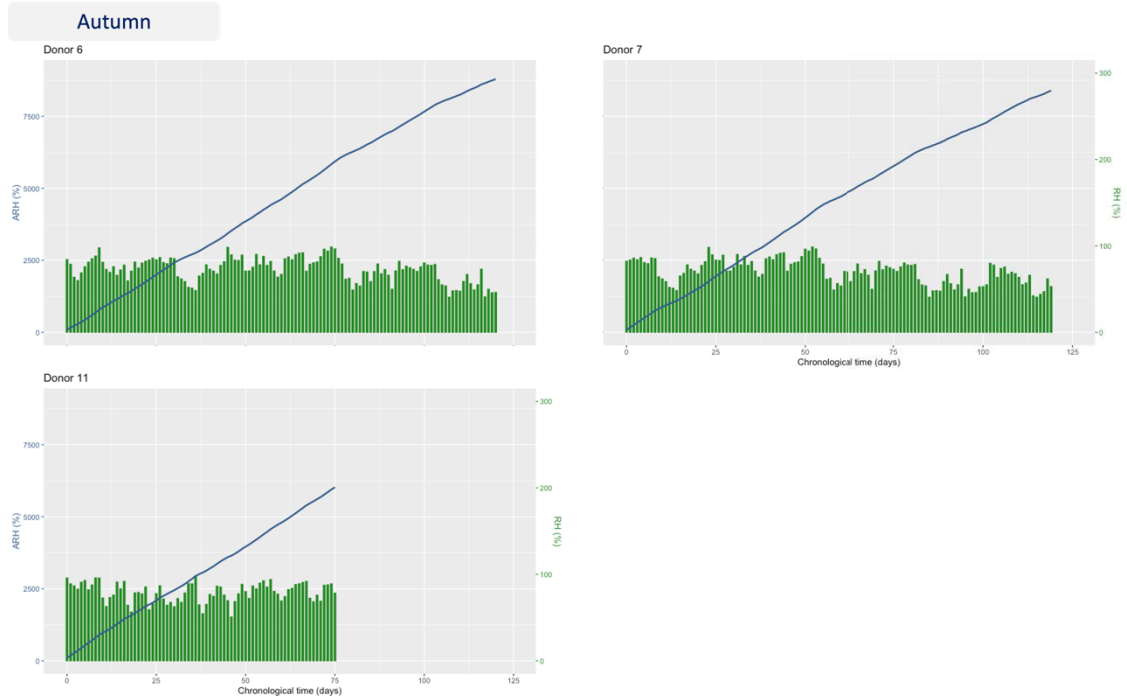 Autumn
Donor 6
Donor 7
7500
5000
2500
0
ARH (%)
300
200
100
0
RH (%)
0 25 50 75 100 125
Chronological time (days)
Donor 11
7500
5000
2500
0
ARH (%)
300
200
100
0
RH (%)
0 25 50 75 100 125
Chronological time (days)